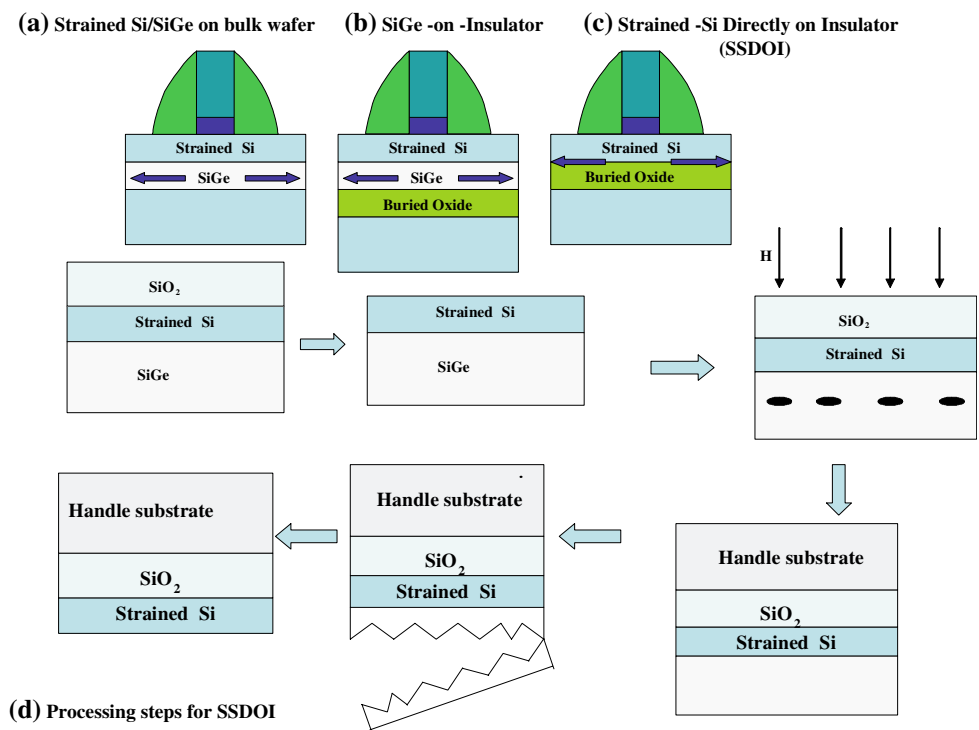 (a) Strained Si/SiGe on bulk wafer
(b) SiGe -on -Insulator
(c) Strained -Si Directly on Insulator
(SSDOI)
Strained Si
SiGe
Strained Si
SiGe
Buried Oxide
Strained Si
Buried Oxide
SiO2
Strained Si
SiGe
Strained Si
SiGe
H
SiO2
Strained Si
Handle substrate
SiO2
Strained Si
Handle substrate
SiO2
Strained Si
Handle substrate
SiO2
Strained Si
(d) Processing steps for SSDOI